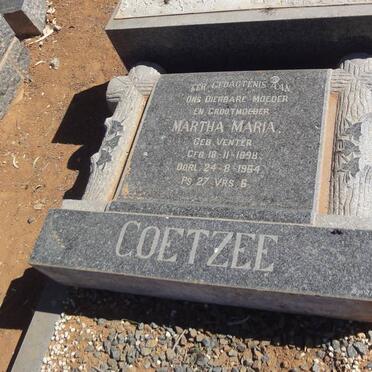 TER GEDAGTENIS AAN
ONS DIERBARE MOEDER
EN GROOTMOEDER
MARTHA MARIA.
GEB. VENTER
GEB. 18-11-1898
OORL. 24-8-1964
PS. 27 VRS. 6.
COETZEE